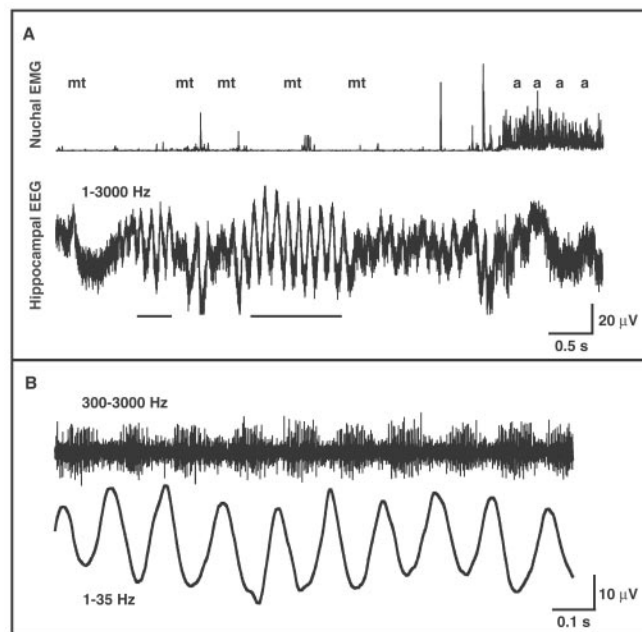 A
Nuchal EMG
mt mt mt mt mt a a a a
Hippocampal EEG
1-3000 Hz
20 µV
0.5 s
B
300-3000 Hz
1-35 Hz
10 µV
0.1 s